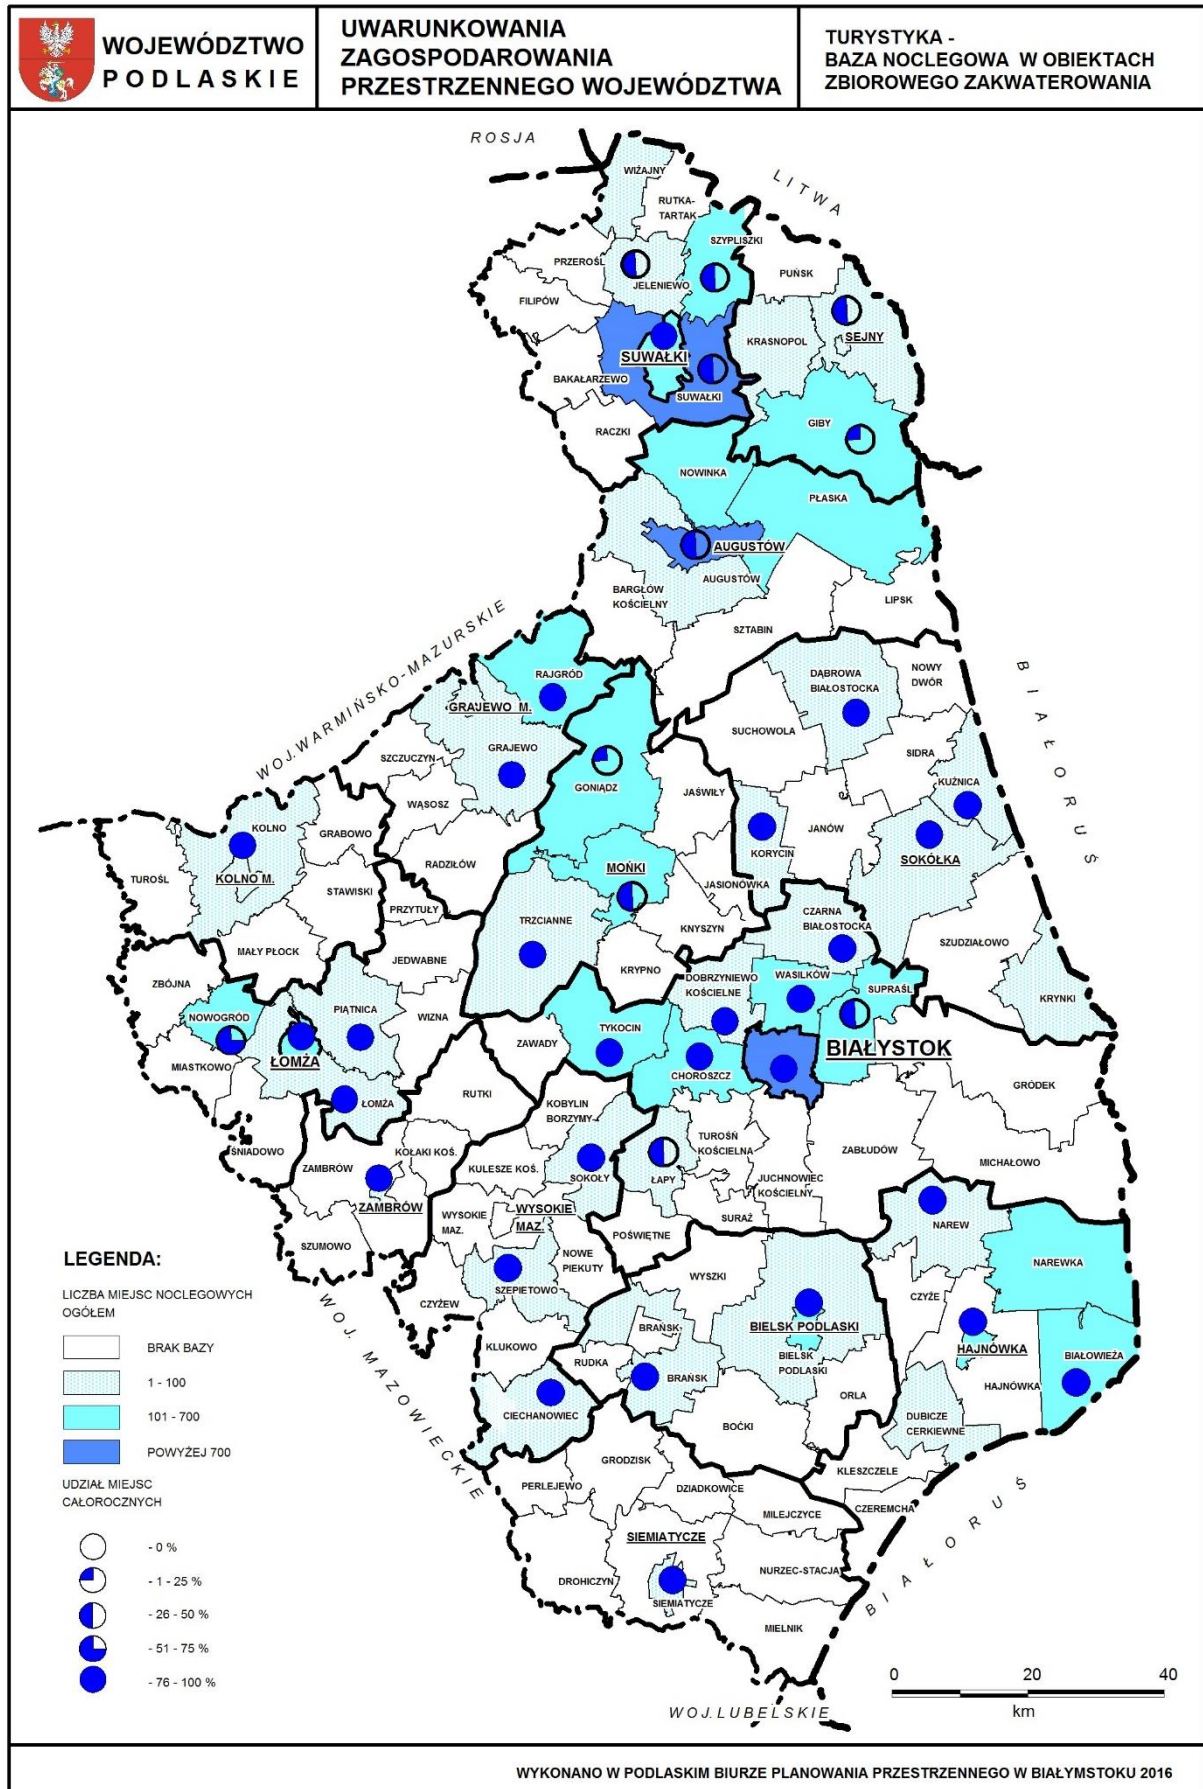 WOJEWÓDZTWO
PODLASKIE
UWARUNKOWANIA
ZAGOSPODAROWANIA
PRZESTRZENNEGO WOJEWÓDZTWA
TURYSTYKA -
BAZA NOCLEGOWA W OBIEKTACH
ZBIOROWEGO ZAKWATEROWANIA
ROSJA
LITWA
WIŻAJNY
RUTKA-
TARTAK
SZYPLISZKI
PRZEROŚL
JELENIEWO
PUŃSK
FILIPÓW
SEJNY
KRASNOPOL
SUWAŁKI
BAKAŁARZEWO
SUWAŁKI
RACZKI
GIBY
NOWINKA
PŁASKA
AUGUSTÓW
AUGUSTÓW
BARGŁÓW
KOŚCIELNY
LIPSK
SZTABIN
WOJ. WARMIŃSKO-MAZURSKIE
BIAŁORUŚ
RAJGRÓD
GRAJEWO M.
GRAJEWO
DĄBROWA
BIAŁOSTOCKA
NOWY
DWÓR
SUCHOWOLA
SIDRA
KUŹNICA
SZCZUCZYN
GONIĄDZ
JAŚWIŁY
WĄSOSZ
KOLNO
GRABOWO
JANÓW
KORYCIN
SOKÓŁKA
RADZIŁÓW
MOŃKI
KOLNO M.
TUROŚL
STAWISKI
JASIONÓWKA
PRZYTUŁY
TRZCIANNE
CZARNA
BIAŁOSTOCKA
KNYSZYN
MAŁY PŁOCK
JEDWABNE
SZUDZIAŁOWO
KRYPNO
DOBRZYNIEWO
KOŚCIELNE
WASILKÓW
SUPRAŚL
ZBÓJNA
KRYNKI
NOWOGRÓD
PIĄTNICA
WIZNA
TYKOCIN
ZAWADY
BIAŁYSTOK
ŁOMŻA
MIASTKOWO
CHOROSZCZ
GRÓDEK
ŁOMŻA
RUTKI
KOBYLIN
BORZYMY
TUROŚŃ
KOŚCIELNA
ZABŁUDÓW
ŚNIADOWO
ZAMBRÓW
KOŁAKI KOŚ.
KULESZE KOŚ.
SOKOŁY
ŁAPY
JUCHNOWIEC
KOŚCIELNY
MICHAŁOWO
ZAMBRÓW
WYSOKIE
MAZ.
WYSOKIE
MAZ.
SURAŻ
NAREW
POŚWIĘTNE
SZUMOWO
NOWE
PIEKUTY
WYSZKI
NAREWKA
SZEPIETOWO
CZYŻE
CZYŻEW
BIELSK PODLASKI
BRAŃSK
HAJNÓWKA
BIAŁOWIEŻA
KLUKOWO
RUDKA
BIELSK
PODLASKI
BRAŃSK
HAJNÓWKA
ORLA
CIECHANOWIEC
BOĆKI
DUBICZE
CERKIEWNE
WOJ. MAZOWIECKIE
GRODZISK
KLESZCZELE
PERLEJEWO
DZIADKOWICE
CZEREMCHA
MILEJCZYCE
SIEMIATYCZE
NURZEC-STACJA
DROHICZYN
SIEMIATYCZE
MIELNIK
BIAŁORUŚ
WOJ. LUBELSKIE
LEGENDA:
LICZBA MIEJSC NOCLEGOWYCH
OGÓŁEM
BRAK BAZY
1 - 100
101 - 700
POWYŻEJ 700
UDZIAŁ MIEJSC
CAŁOROCZNYCH
- 0 %
- 1 - 25 %
- 26 - 50 %
- 51 - 75 %
- 76 - 100 %
0 20 40
km
WYKONANO W PODLASKIM BIURZE PLANOWANIA PRZESTRZENNEGO W BIAŁYMSTOKU 2016